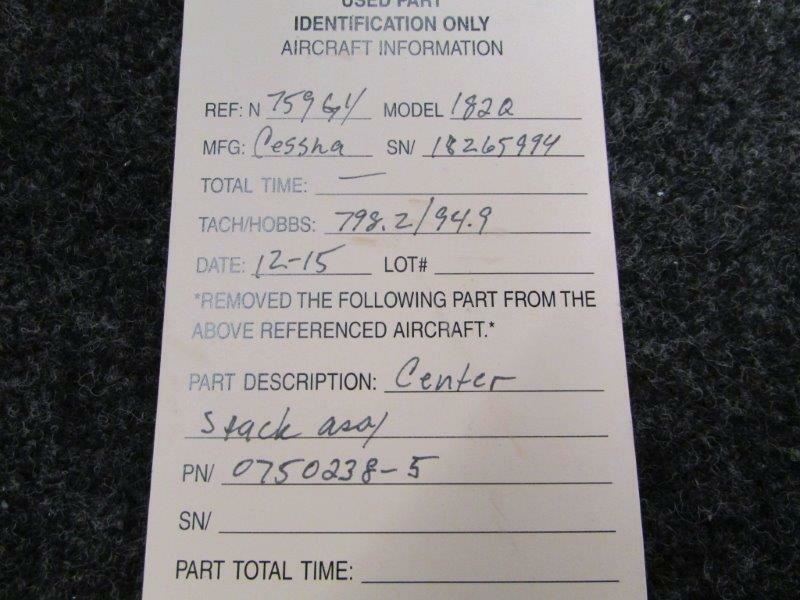 USED PART
IDENTIFICATION ONLY
AIRCRAFT INFORMATION
REF: N 759GY MODEL 182Q
MFG: Cessna SN/ 18265994
TOTAL TIME: —
TACH/HOBBS: 798.2/94.9
DATE: 12-15 LOT#
*REMOVED THE FOLLOWING PART FROM THE
ABOVE REFERENCED AIRCRAFT.*
PART DESCRIPTION: Center
Stack assy
PN/ 0750238-5
SN/
PART TOTAL TIME: